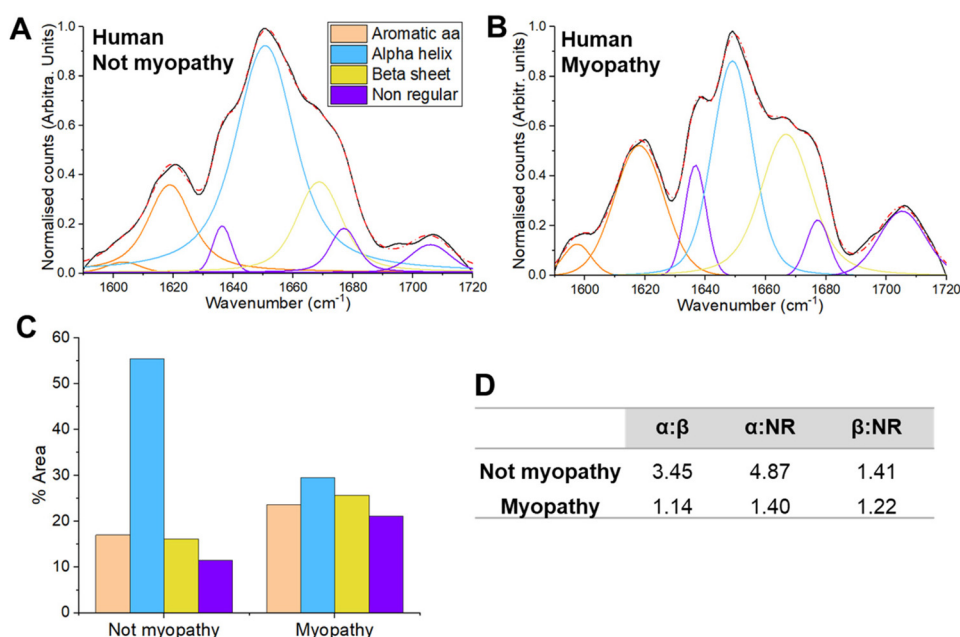 A
Human
Not myopathy
Aromatic aa
Alpha helix
Beta sheet
Non regular
Normalised counts (Arbitra. Units)
1.0
0.8
0.6
0.4
0.2
0.0
1600 1620 1640 1660 1680 1700 1720
Wavenumber (cm⁻¹)
B
Human
Myopathy
Normalised counts (Arbitr. units)
1.0
0.8
0.6
0.4
0.2
0.0
1600 1620 1640 1660 1680 1700 1720
Wavenumber (cm⁻¹)
C
% Area
60
50
40
30
20
10
0
Not myopathy Myopathy
D
α:β α:NR β:NR
Not myopathy 3.45 4.87 1.41
Myopathy 1.14 1.40 1.22